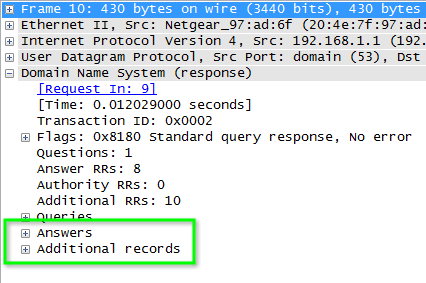 Frame 10: 430 bytes on wire (3440 bits), 430 bytes
Ethernet II, Src: Netgear_97:ad:6f (20:4e:7f:97:ad:
Internet Protocol Version 4, Src: 192.168.1.1 (192.
User Datagram Protocol, Src Port: domain (53), Dst
Domain Name System (response)
[Request In: 9]
[Time: 0.012029000 seconds]
Transaction ID: 0x0002
Flags: 0x8180 Standard query response, No error
Questions: 1
Answer RRs: 8
Authority RRs: 0
Additional RRs: 10
Queries
Answers
Additional records